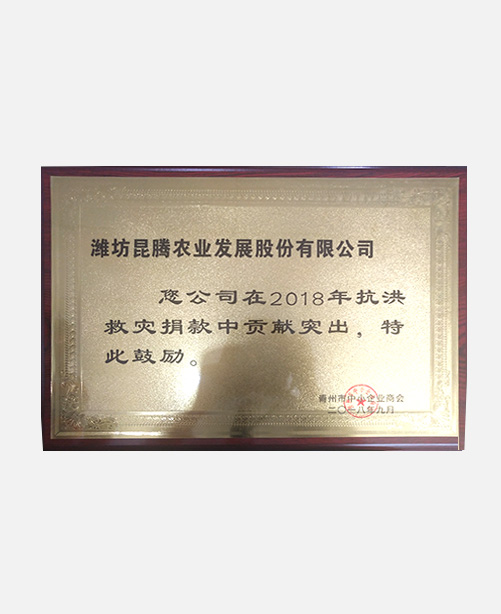 潍坊昆腾农业发展股份有限公司
您公司在2018年抗洪
救灾捐款中贡献突出，特
此鼓励。
青州市中小企业商会
二〇一八年九月